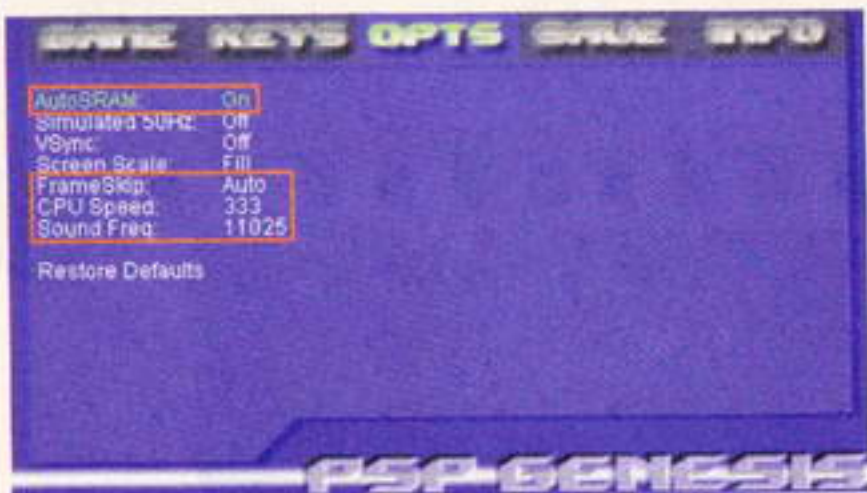 GAME KEYS OPTS SAVE INFO
AutoSRAM: On
Simulated 50Hz: Off
VSync: Off
Screen Scale: Fill
FrameSkip: Auto
CPU Speed: 333
Sound Freq: 11025
Restore Defaults
PSP GENESIS